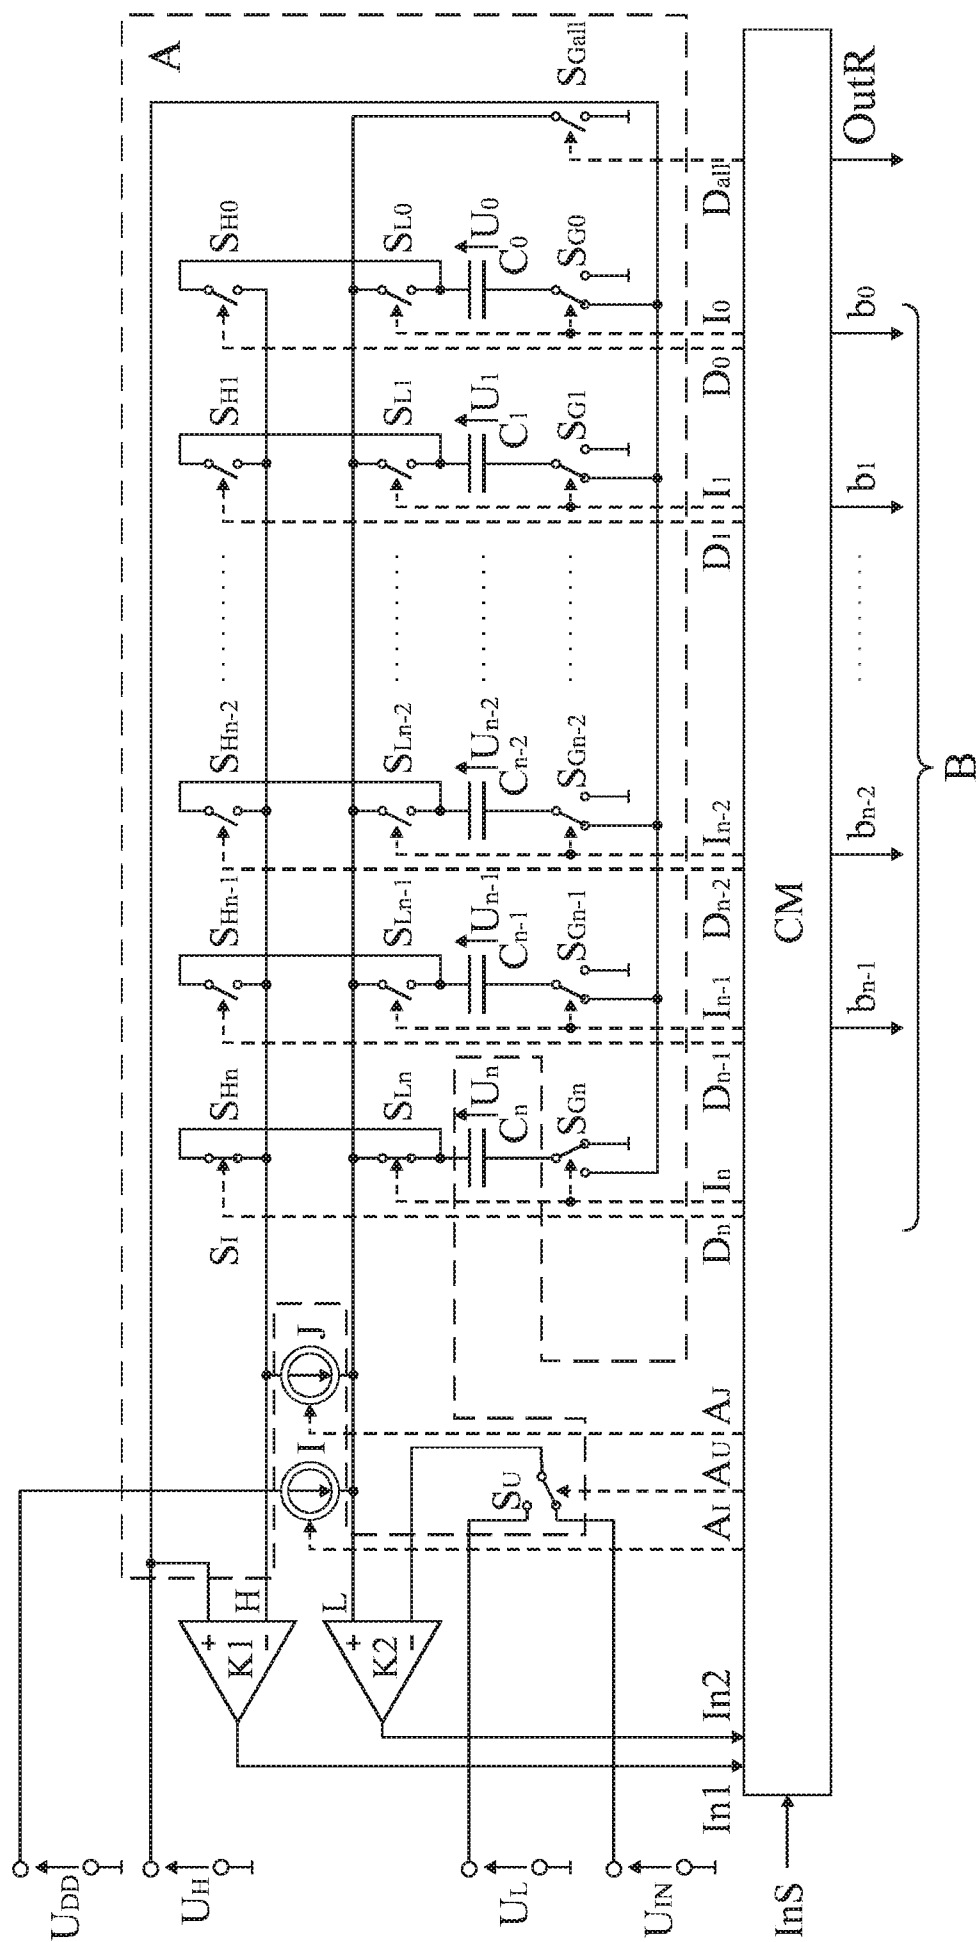 A
UDD
UH
UL
UIN
InS
In1
In2
K1
+
−
H
K2
+
−
L
I
J
SU
AI
AU
AJ
SI
SHn
SHn-1
SHn-2
SH1
SH0
SLn
SLn-1
SLn-2
SL1
SL0
Un
Un-1
Un-2
U1
U0
Cn
Cn-1
Cn-2
C1
C0
SGn
SGn-1
SGn-2
SG1
SG0
SGall
Dn
In
Dn-1
In-1
Dn-2
In-2
D1
I1
D0
I0
Dall
CM
bn-1
bn-2
b1
b0
OutR
B